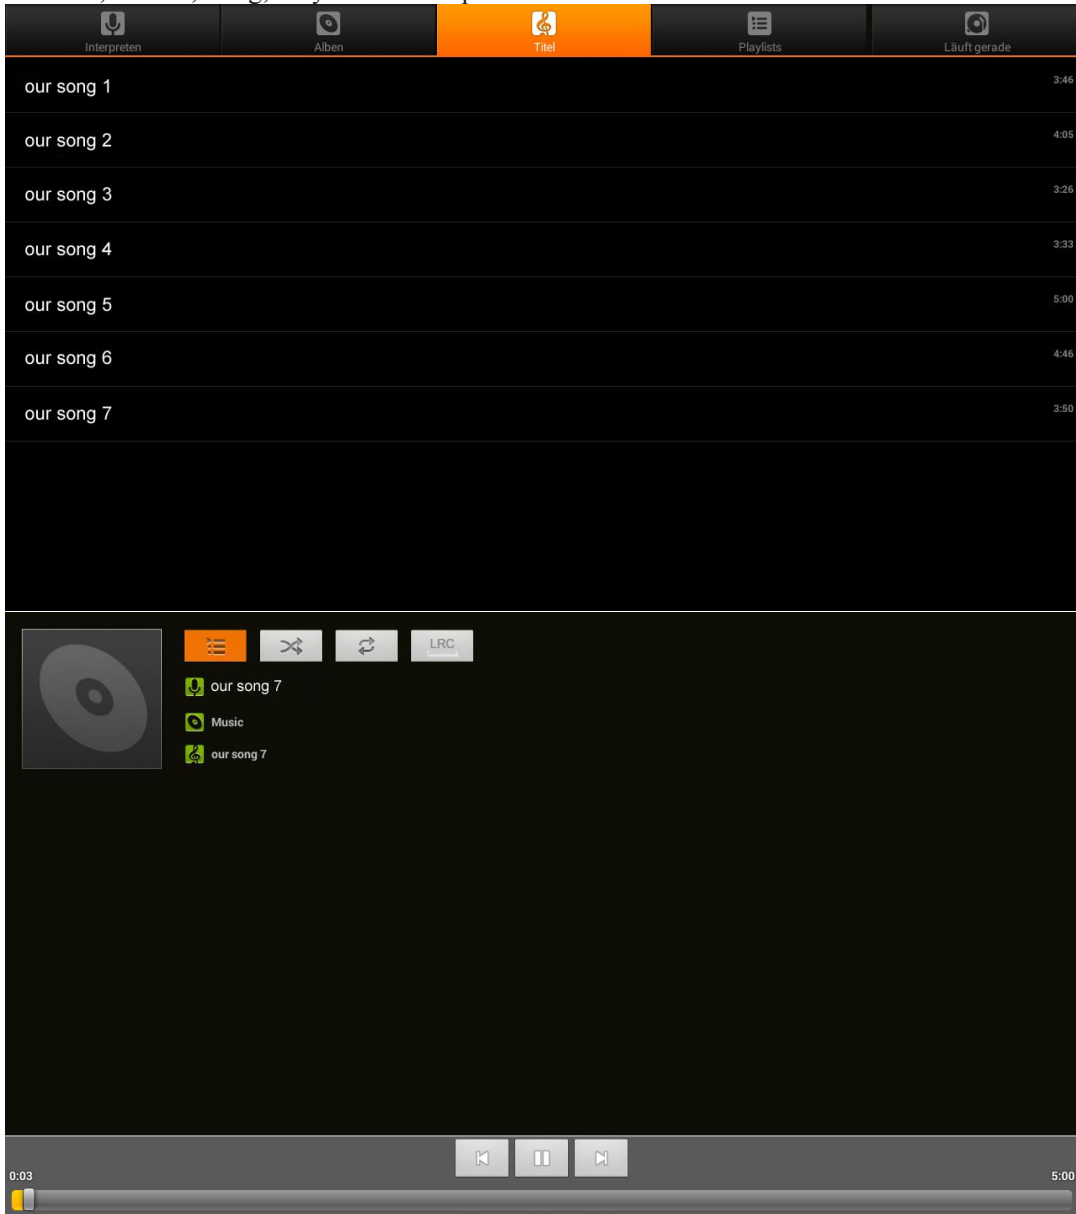 Interpreten Alben Titel Playlists Läuft gerade
our song 1 3:46
our song 2 4:05
our song 3 3:26
our song 4 3:33
our song 5 5:00
our song 6 4:46
our song 7 3:50
LRC
our song 7
Music
our song 7
0:03 5:00